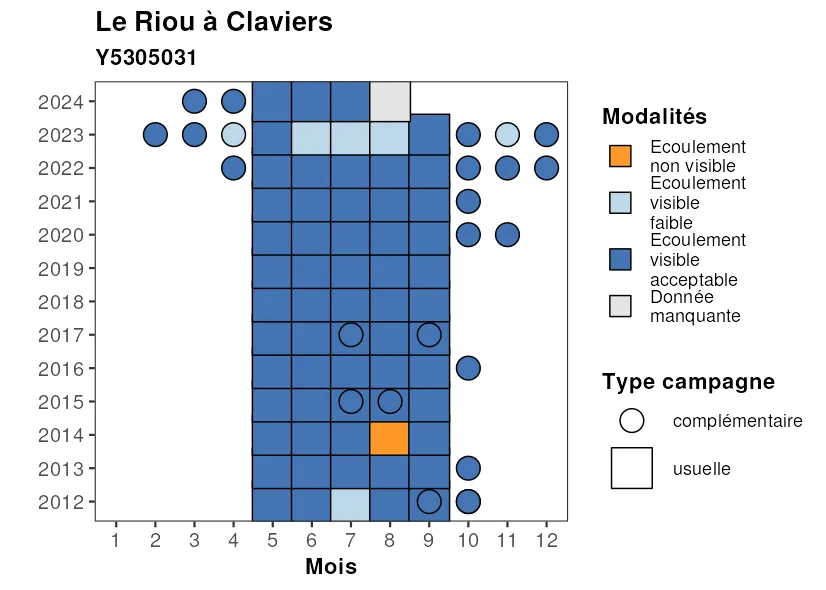 Le Riou à Claviers
Y5305031
2024
2023
2022
2021
2020
2019
2018
2017
2016
2015
2014
2013
2012
1 2 3 4 5 6 7 8 9 10 11 12
Mois
Modalités
Ecoulement
non visible
Ecoulement
visible
faible
Ecoulement
visible
acceptable
Donnée
manquante
Type campagne
complémentaire
usuelle